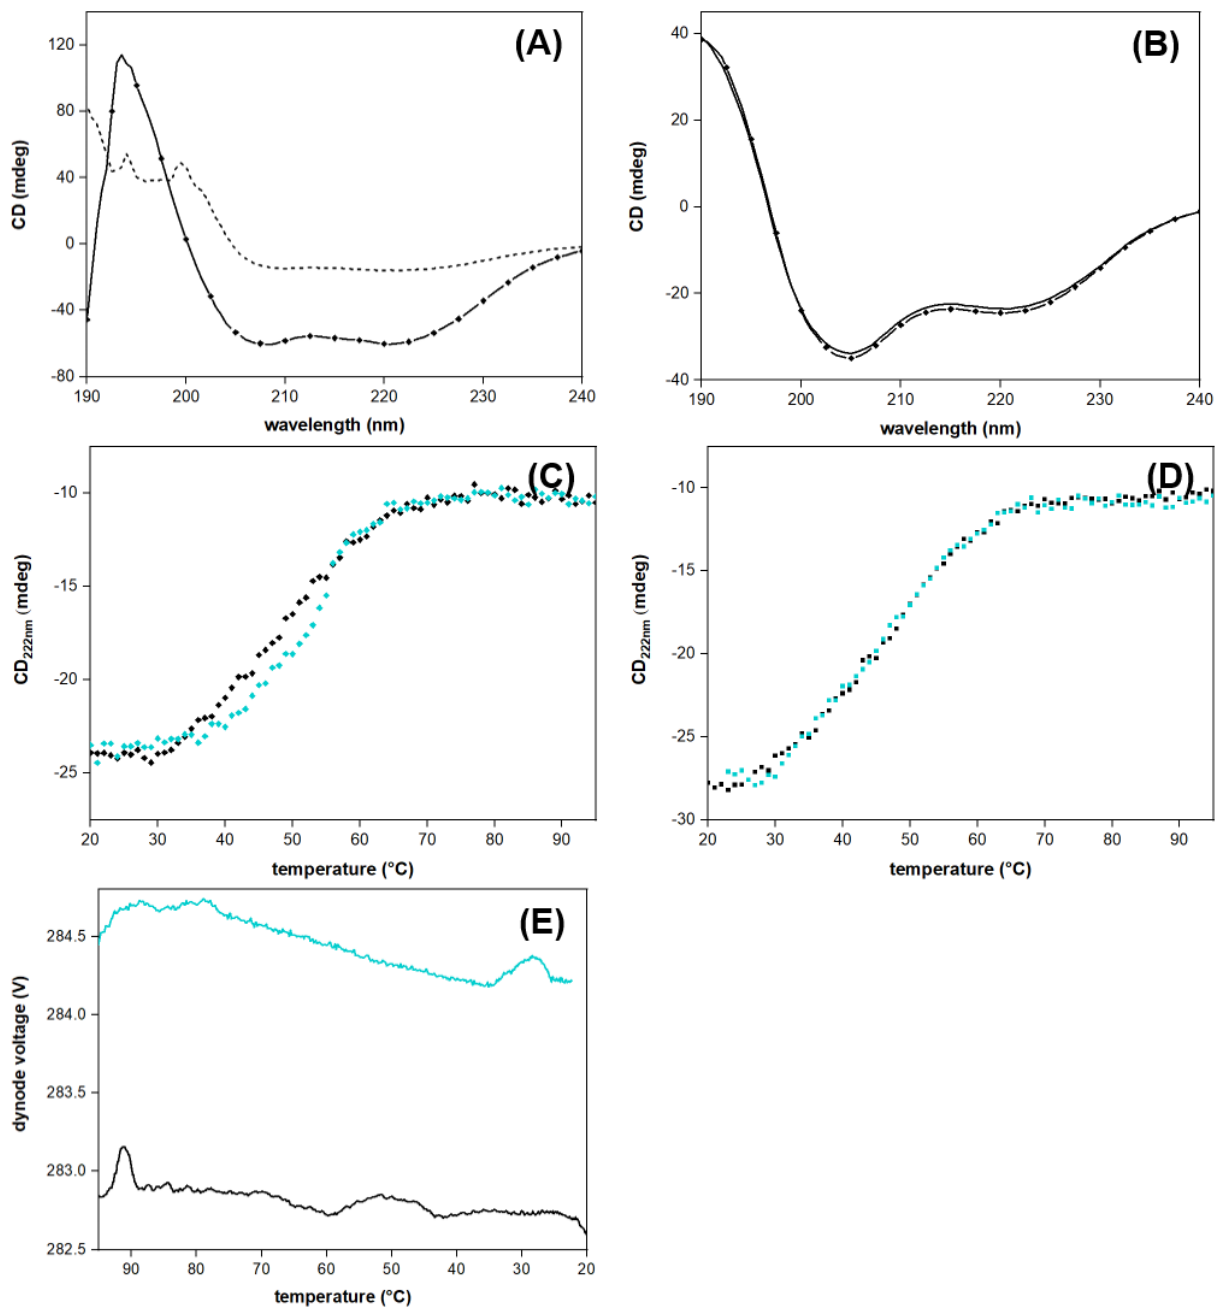 (A)
120
80
40
0
-40
-80
CD (mdeg)
190 200 210 220 230 240
wavelength (nm)
(B)
40
20
0
-20
-40
CD (mdeg)
190 200 210 220 230 240
wavelength (nm)
(C)
-10
-15
-20
-25
CD222nm (mdeg)
20 30 40 50 60 70 80 90
temperature (°C)
(D)
-10
-15
-20
-25
-30
CD222nm (mdeg)
20 30 40 50 60 70 80 90
temperature (°C)
(E)
284.5
284.0
283.5
283.0
282.5
dynode voltage (V)
90 80 70 60 50 40 30 20
temperature (°C)